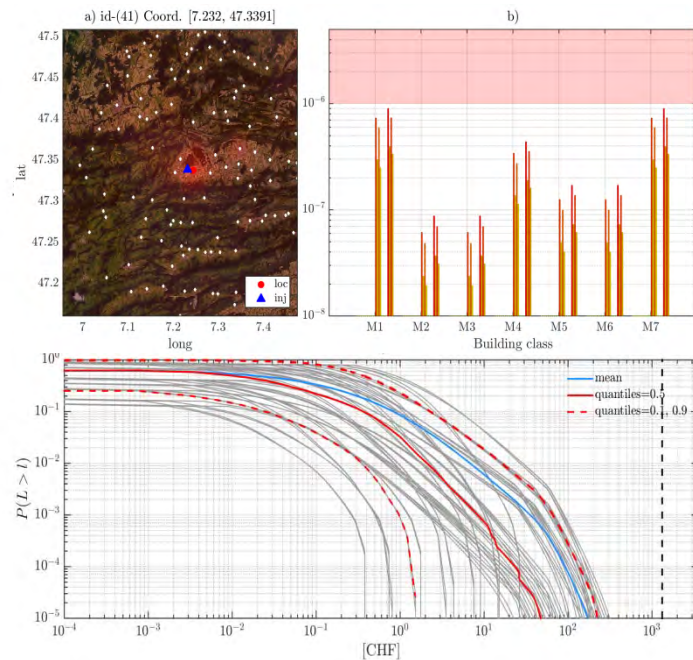 a) id-(41) Coord. [7.232, 47.3391]
b)
47.5
47.45
47.4
47.35
47.3
47.25
47.2
lat
7
7.1
7.2
7.3
7.4
long
loc
inj
10^-6
10^-7
10^-8
M1
M2
M3
M4
M5
M6
M7
Building class
10^0
10^-1
10^-2
10^-3
10^-4
10^-5
P(L > l)
mean
quantiles=0.5
quantiles=0.1, 0.9
10^-4
10^-3
10^-2
10^-1
10^0
10^1
10^2
10^3
[CHF]